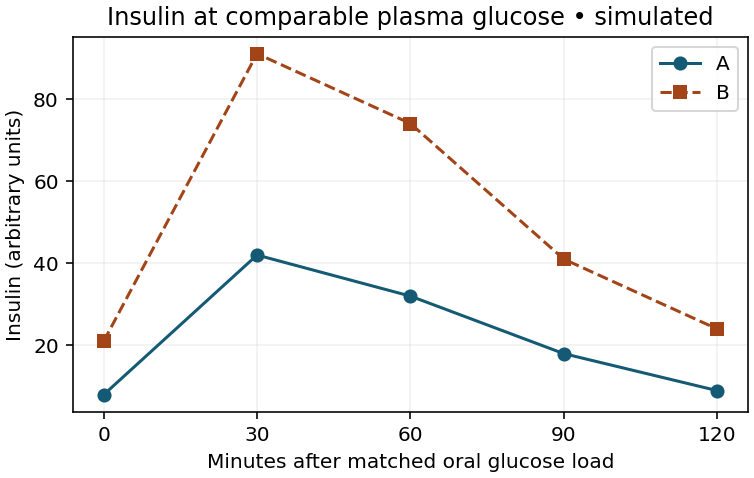 Insulin at comparable plasma glucose • simulated
A
B
Insulin (arbitrary units)
80
60
40
20
0 30 60 90 120
Minutes after matched oral glucose load